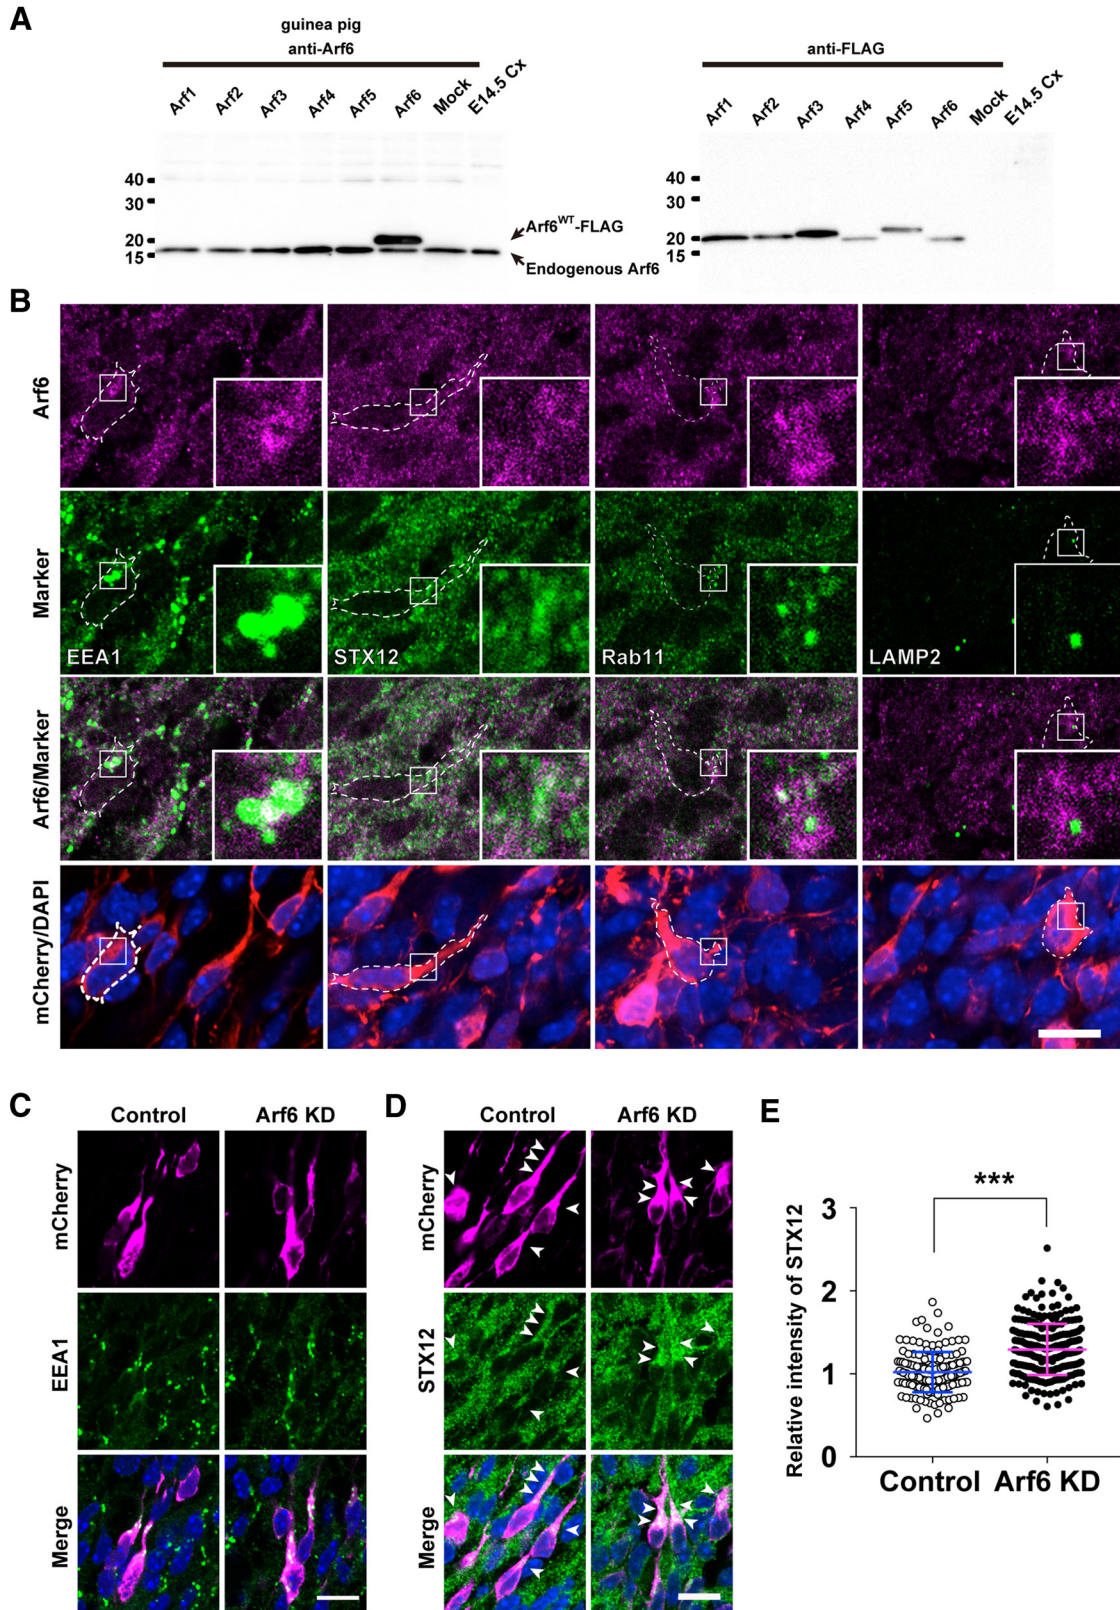 A
guinea pig
anti-Arf6
Arf1 Arf2 Arf3 Arf4 Arf5 Arf6 Mock E14.5 Cx
40
30
20
15
Arf6WT-FLAG
Endogenous Arf6
anti-FLAG
Arf1 Arf2 Arf3 Arf4 Arf5 Arf6 Mock E14.5 Cx
40
30
20
15
B
Arf6
Marker
EEA1 STX12 Rab11 LAMP2
Arf6/Marker
mCherry/DAPI
C
Control Arf6 KD
mCherry
EEA1
Merge
D
Control Arf6 KD
mCherry
STX12
Merge
E
Relative intensity of STX12
3
2
1
0
***
Control Arf6 KD